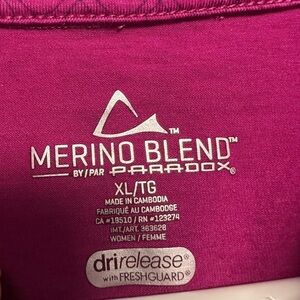 ™
MERINO BLEND™
BY/PAR PARADOX®
XL/TG
MADE IN CAMBODIA
FABRIQUÉ AU CAMBODGE
CA #19510 / RN #123274
IMT./ART. 363620
WOMEN / FEMME
drirelease®
with FRESHGUARD®